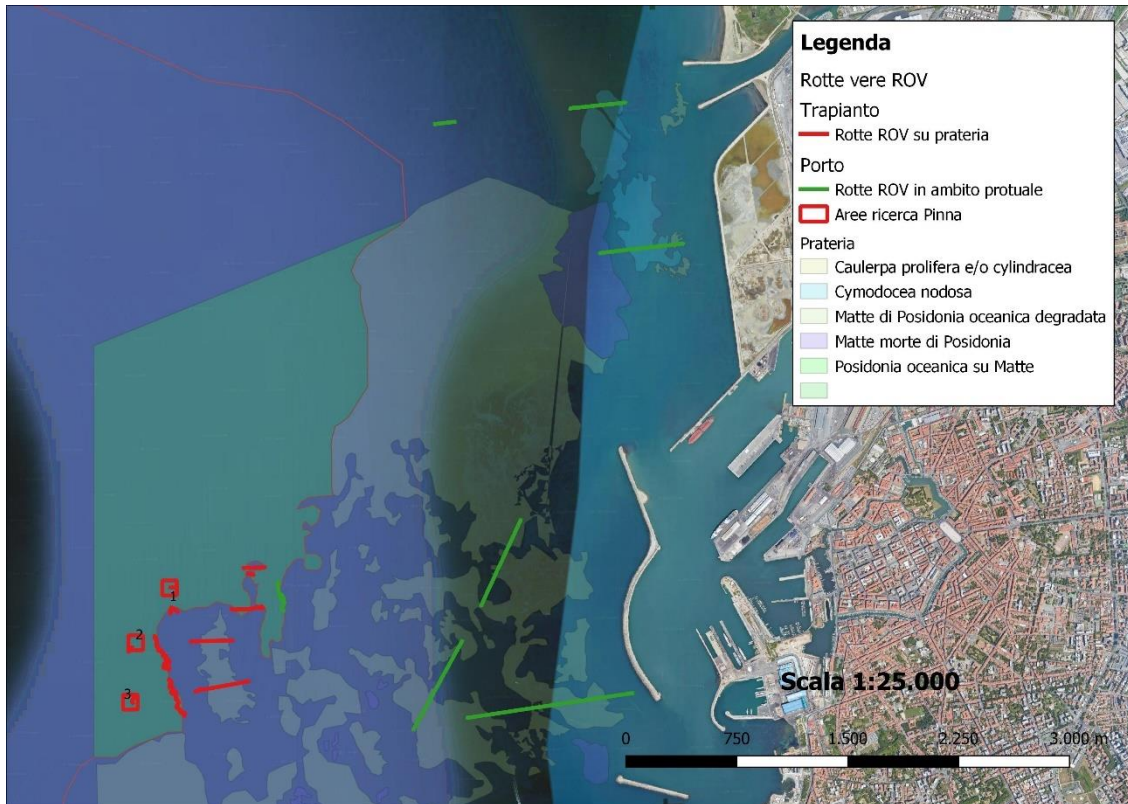 Legenda
Rotte vere ROV
Trapianto
Rotte ROV su prateria
Porto
Rotte ROV in ambito protuale
Aree ricerca Pinna
Prateria
Caulerpa prolifera e/o cylindracea
Cymodocea nodosa
Matte di Posidonia oceanica degradata
Matte morte di Posidonia
Posidonia oceanica su Matte
1
2
3
Scala 1:25.000
0 750 1.500 2.250 3.000 m